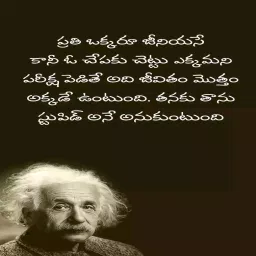 ప్రతి ఒక్కరూ జీనియసే
కానీ ఓ చేపకు చెట్టు ఎక్కమని
పరీక్ష పెడితే అది జీవితం మొత్తం
అక్కడే ఉంటుంది. తనకు తాను
స్టుపిడ్ అనే అనుకుంటుంది